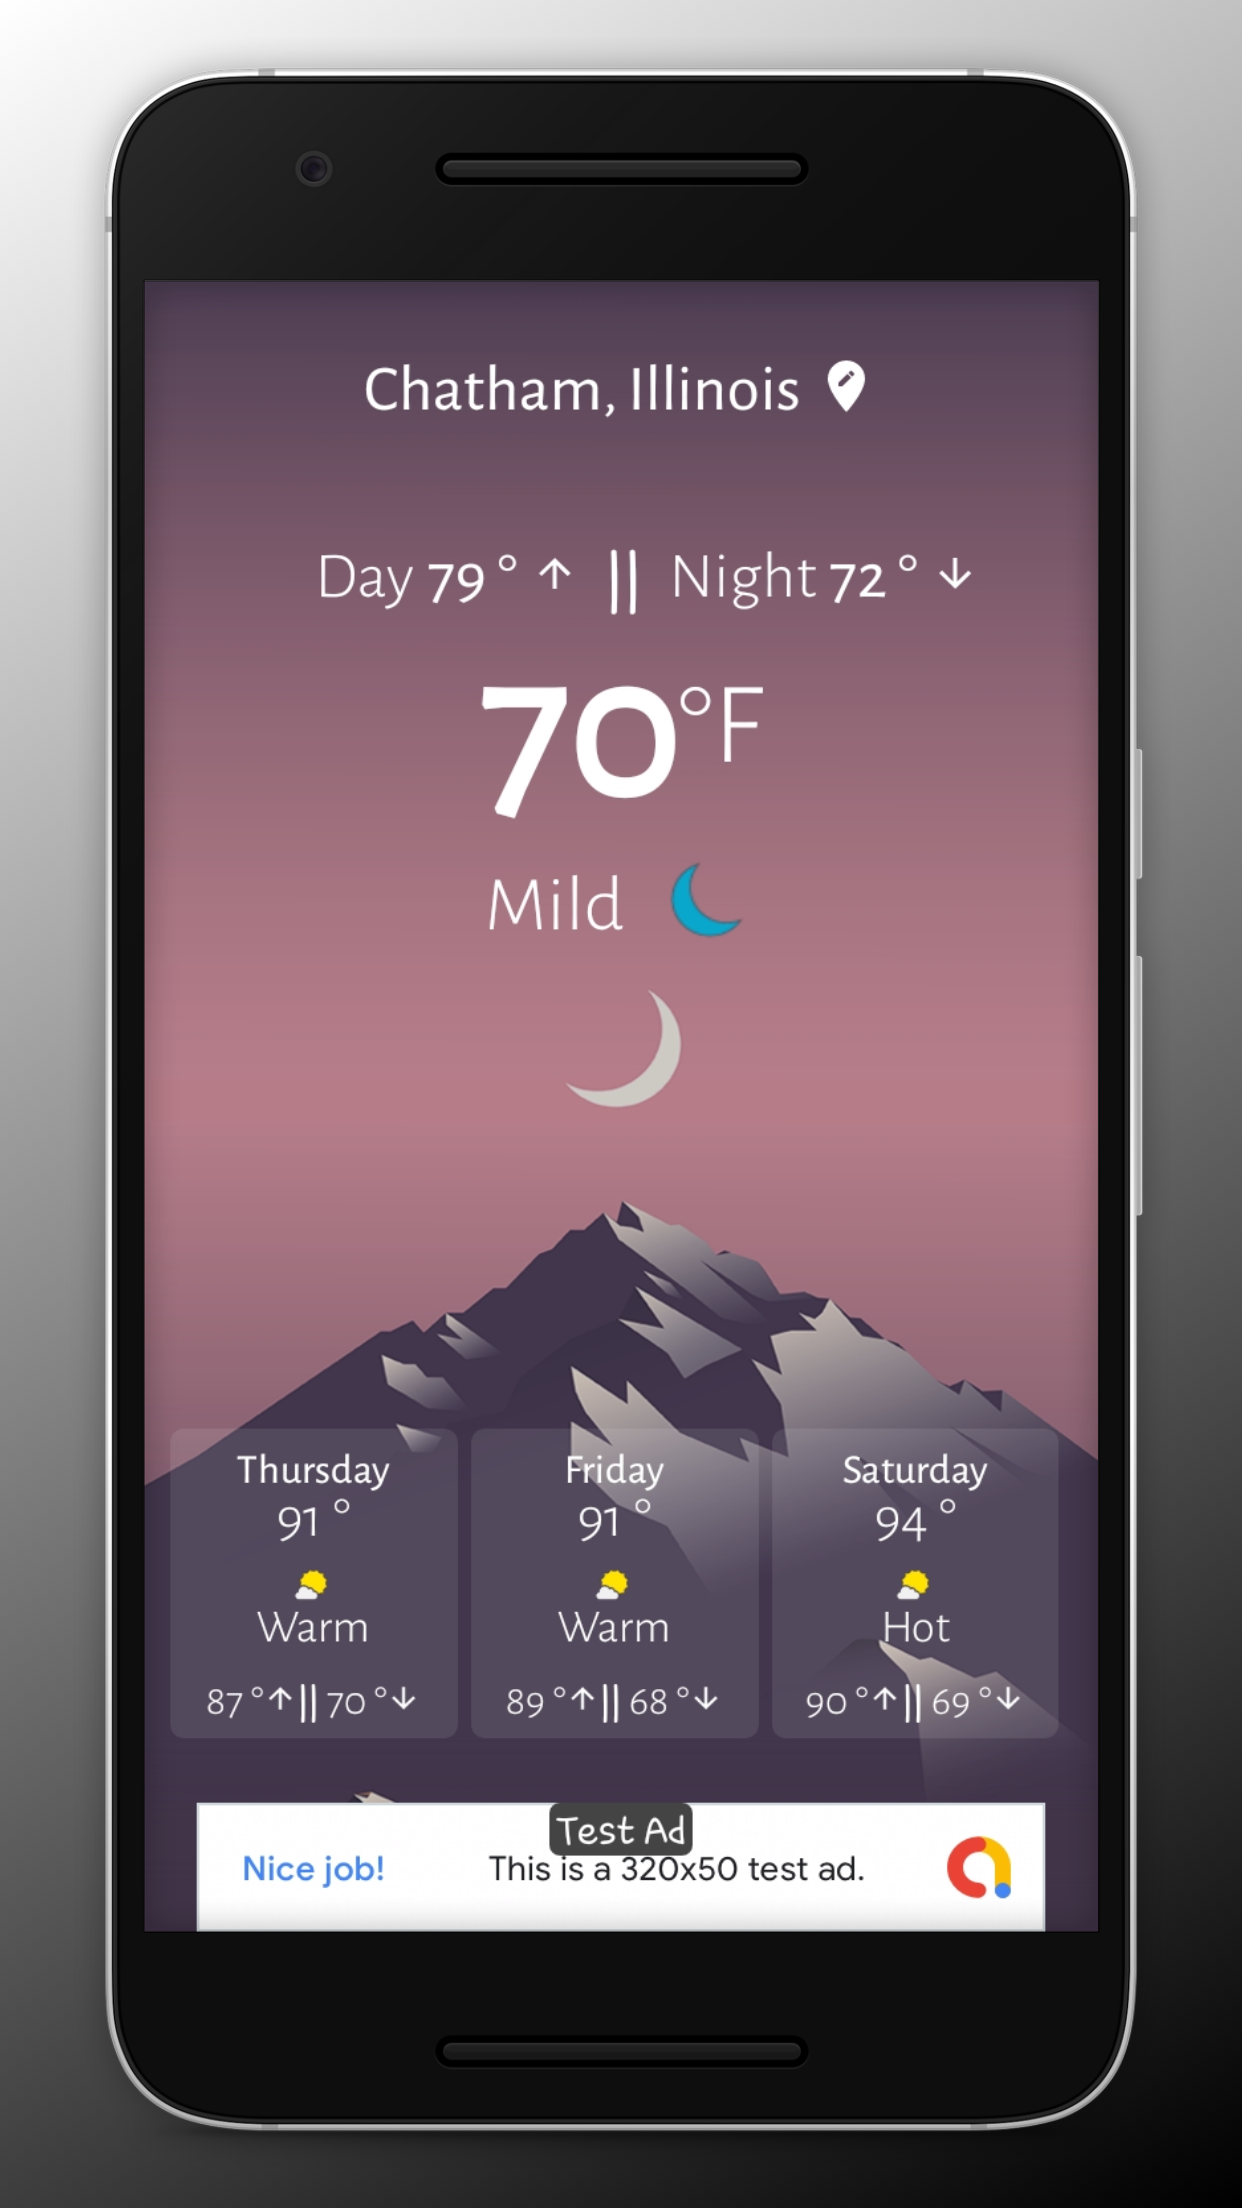 Chatham, Illinois
Day 79 ° ↑ || Night 72 ° ↓
70°F
Mild
Thursday
91 °
Warm
87 °↑|| 70 °↓
Friday
91 °
Warm
89 °↑|| 68 °↓
Saturday
94 °
Hot
90 °↑|| 69 °↓
Test Ad
Nice job! This is a 320x50 test ad.